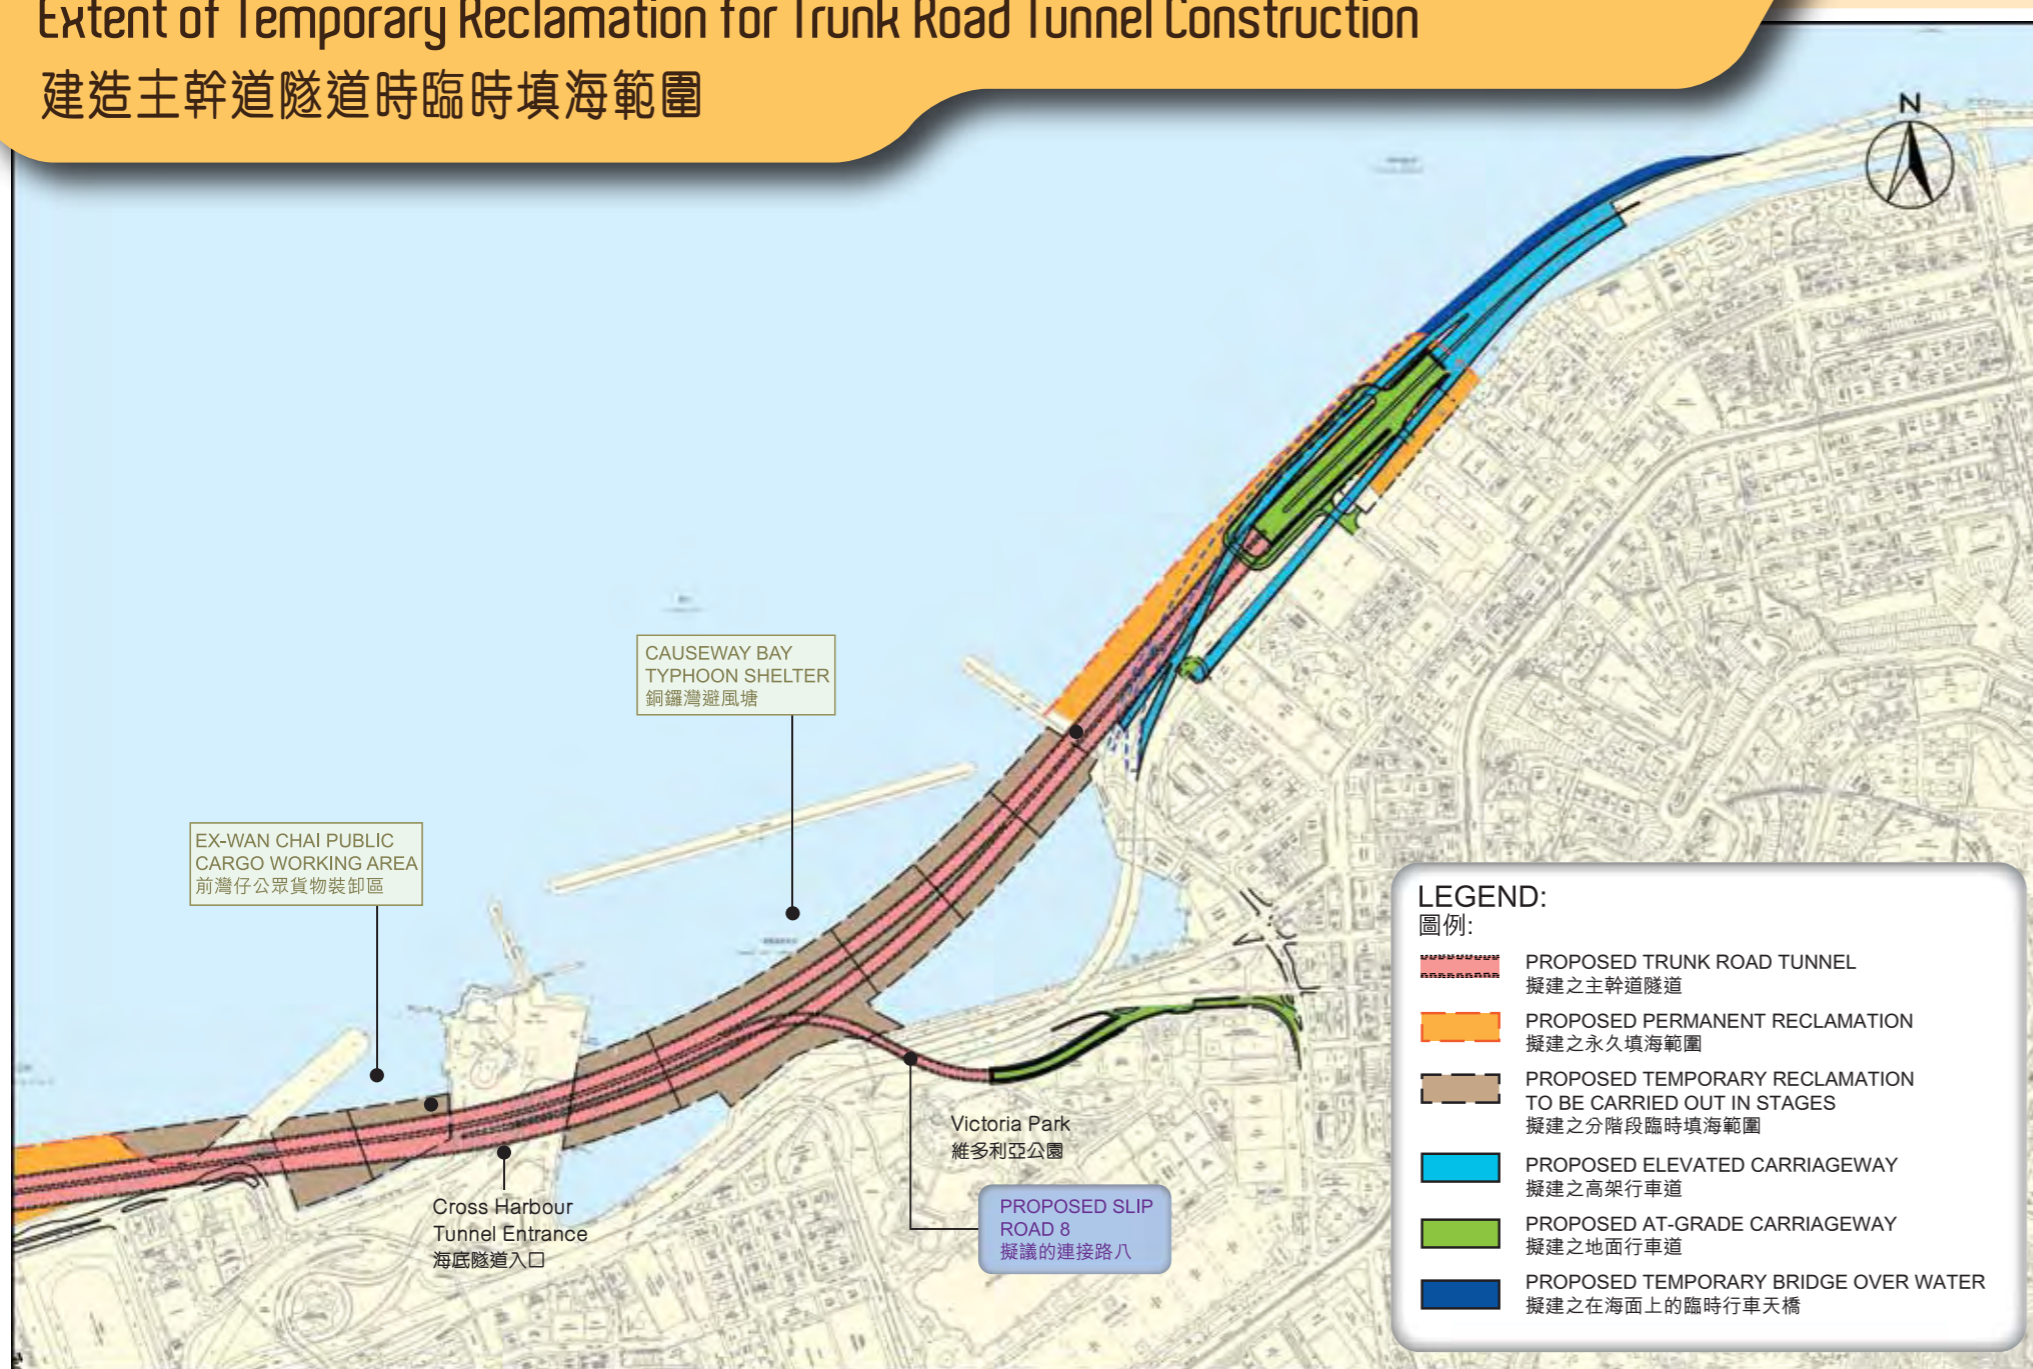 Extent of Temporary Reclamation for Trunk Road Tunnel Construction
建造主幹道隧道時臨時填海範圍
N
CAUSEWAY BAY
TYPHOON SHELTER
銅鑼灣避風塘
EX-WAN CHAI PUBLIC
CARGO WORKING AREA
前灣仔公眾貨物裝卸區
Victoria Park
維多利亞公園
Cross Harbour
Tunnel Entrance
海底隧道入口
PROPOSED SLIP
ROAD 8
擬議的連接路八
LEGEND:
圖例:
PROPOSED TRUNK ROAD TUNNEL
擬建之主幹道隧道
PROPOSED PERMANENT RECLAMATION
擬建之永久填海範圍
PROPOSED TEMPORARY RECLAMATION
TO BE CARRIED OUT IN STAGES
擬建之分階段臨時填海範圍
PROPOSED ELEVATED CARRIAGEWAY
擬建之高架行車道
PROPOSED AT-GRADE CARRIAGEWAY
擬建之地面行車道
PROPOSED TEMPORARY BRIDGE OVER WATER
擬建之在海面上的臨時行車天橋